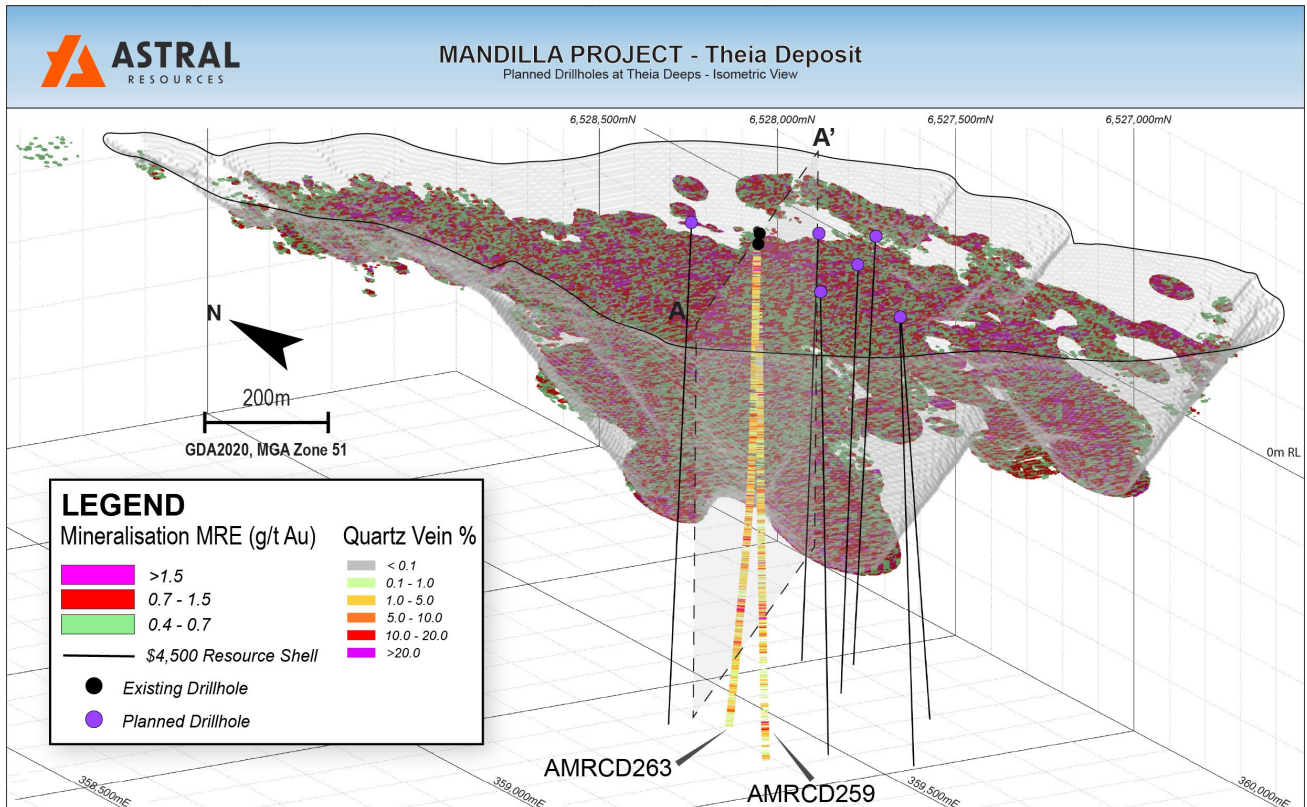 ASTRAL
RESOURCES
MANDILLA PROJECT - Theia Deposit
Planned Drillholes at Theia Deeps - Isometric View
6,528,500mN
6,528,000mN
6,527,500mN
6,527,000mN
A'
A
N
200m
GDA2020, MGA Zone 51
0m RL
LEGEND
Mineralisation MRE (g/t Au)
>1.5
0.7 - 1.5
0.4 - 0.7
$4,500 Resource Shell
Existing Drillhole
Planned Drillhole
Quartz Vein %
< 0.1
0.1 - 1.0
1.0 - 5.0
5.0 - 10.0
10.0 - 20.0
>20.0
AMRCD263
AMRCD259
358,500mE
359,000mE
359,500mE
360,000mE